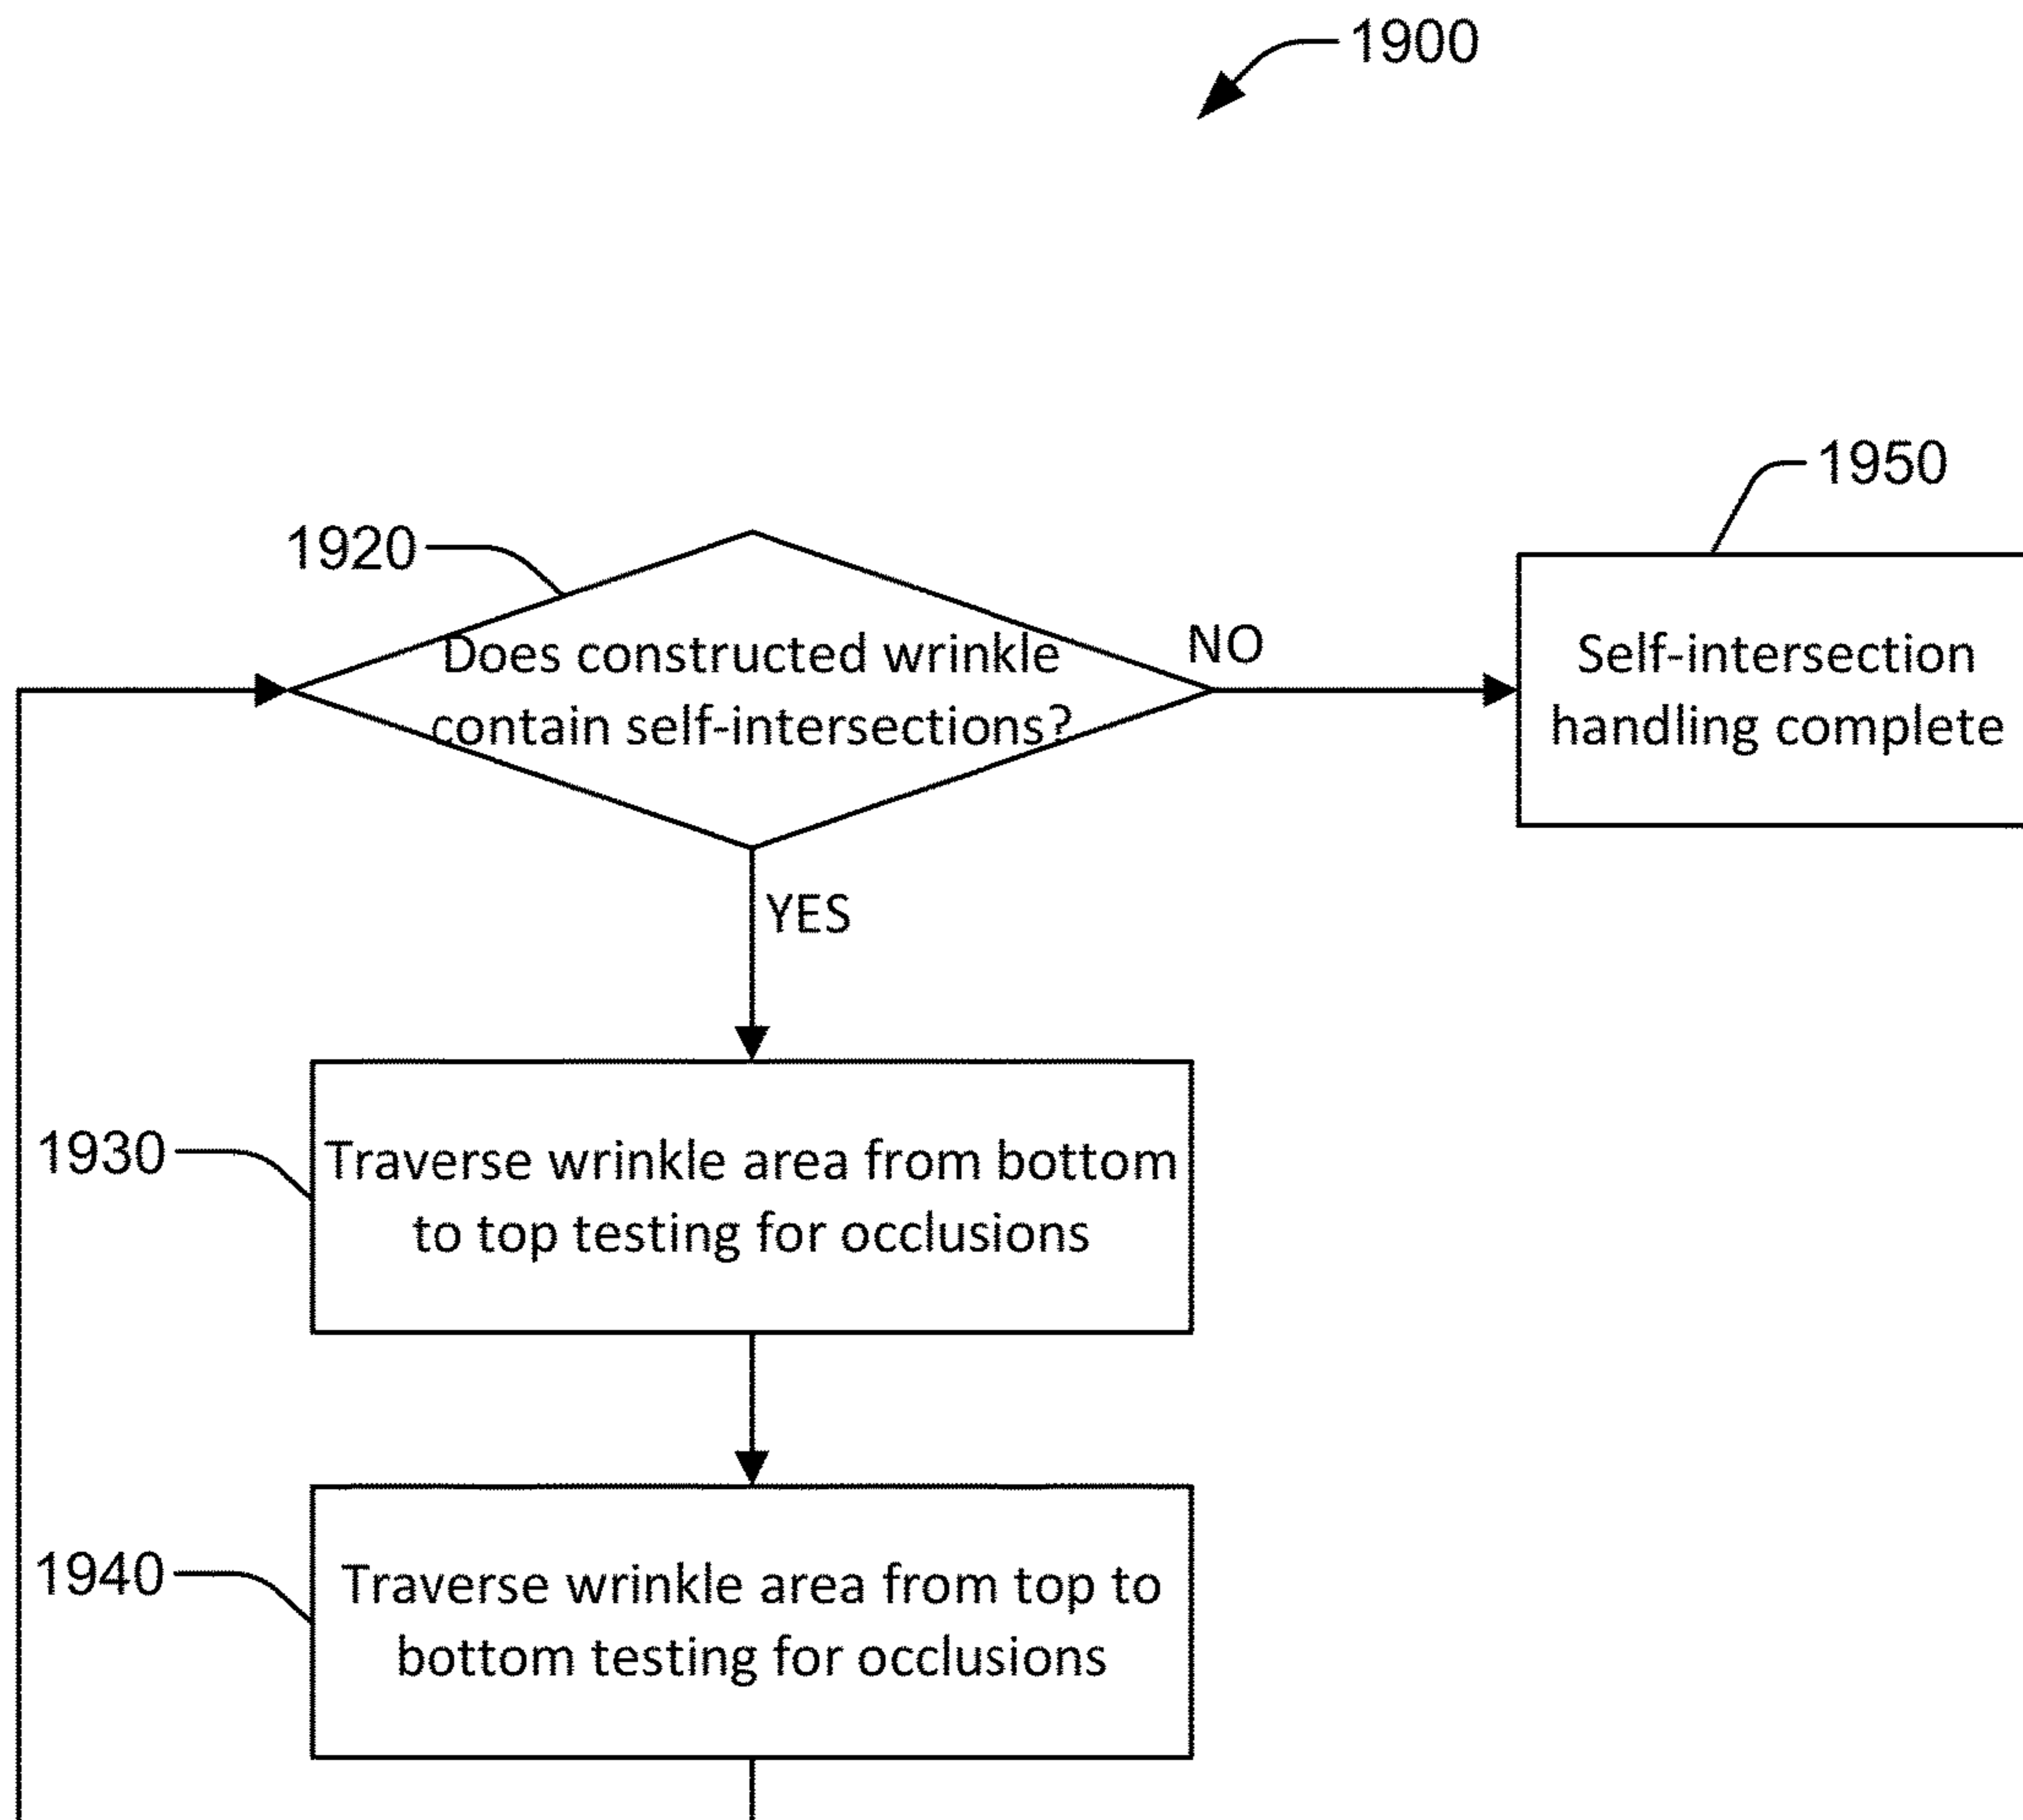 1900
1950
1920
Does constructed wrinkle
contain self-intersections?
NO
Self-intersection
handling complete
YES
1930
Traverse wrinkle area from bottom
to top testing for occlusions
1940
Traverse wrinkle area from top to
bottom testing for occlusions